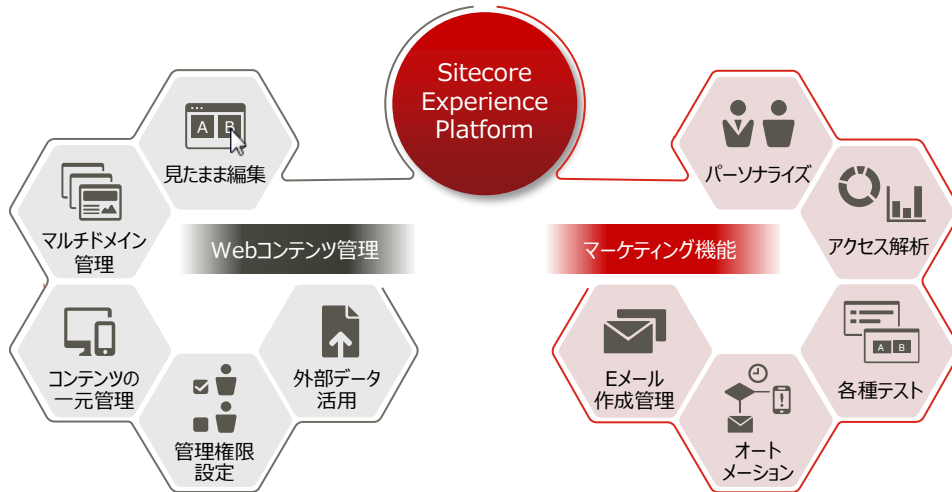 Sitecore
Experience
Platform
見たまま編集
A B
マルチドメイン
管理
Webコンテンツ管理
コンテンツの
一元管理
管理権限
設定
外部データ
活用
パーソナライズ
アクセス解析
マーケティング機能
Eメール
作成管理
オート
メーション
各種テスト
A B